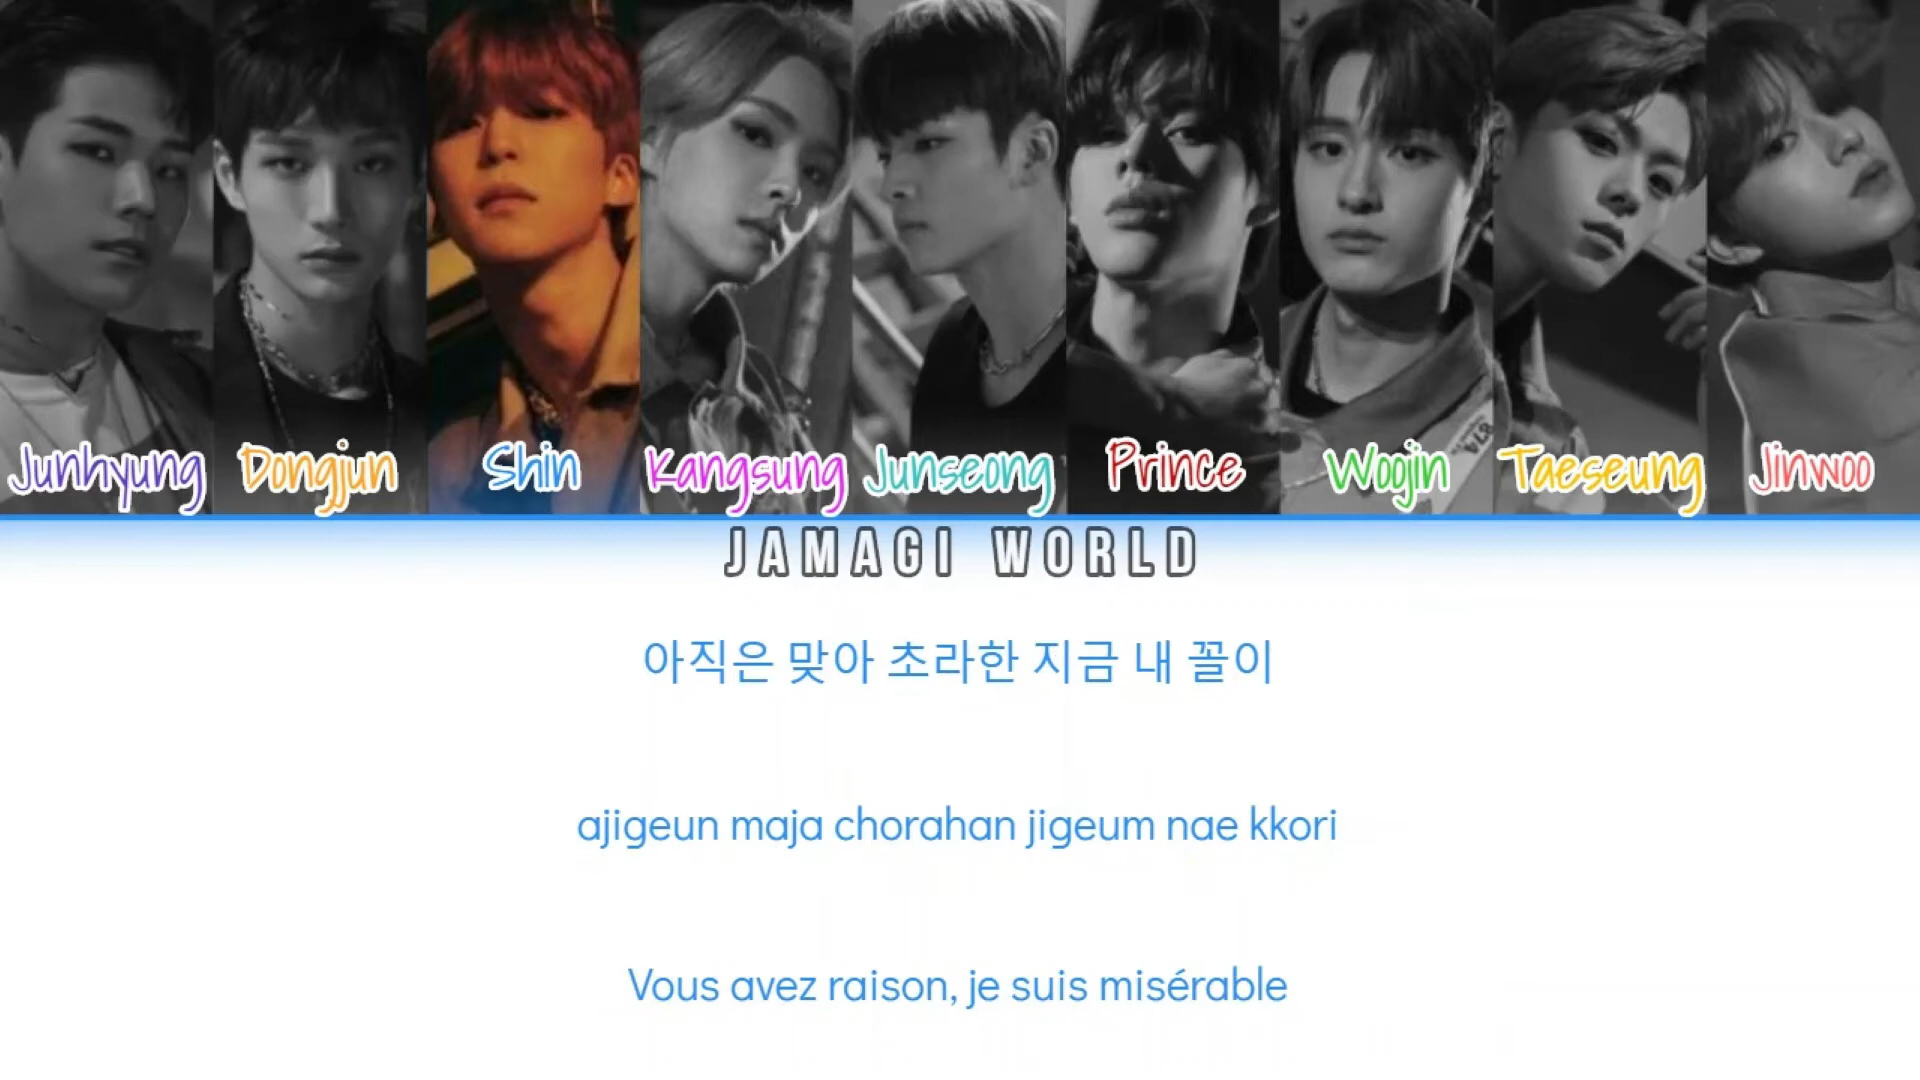 Junhyung Dongjun Shin Kangsung Junseong Prince Woojin Taeseung Jinwoo
JAMAGI WORLD
아직은 맞아 초라한 지금 내 꼴이
ajigeun maja chorahan jigeum nae kkori
Vous avez raison, je suis misérable